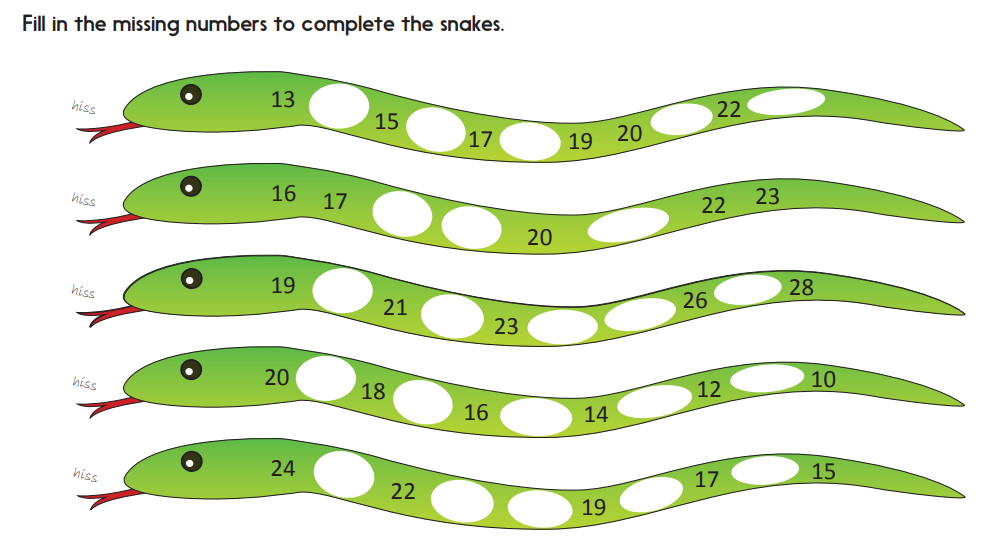 Fill in the missing numbers to complete the snakes.
hiss 13 15 17 19 20 22
hiss 16 17 20 22 23
hiss 19 21 23 26 28
hiss 20 18 16 14 12 10
hiss 24 22 19 17 15